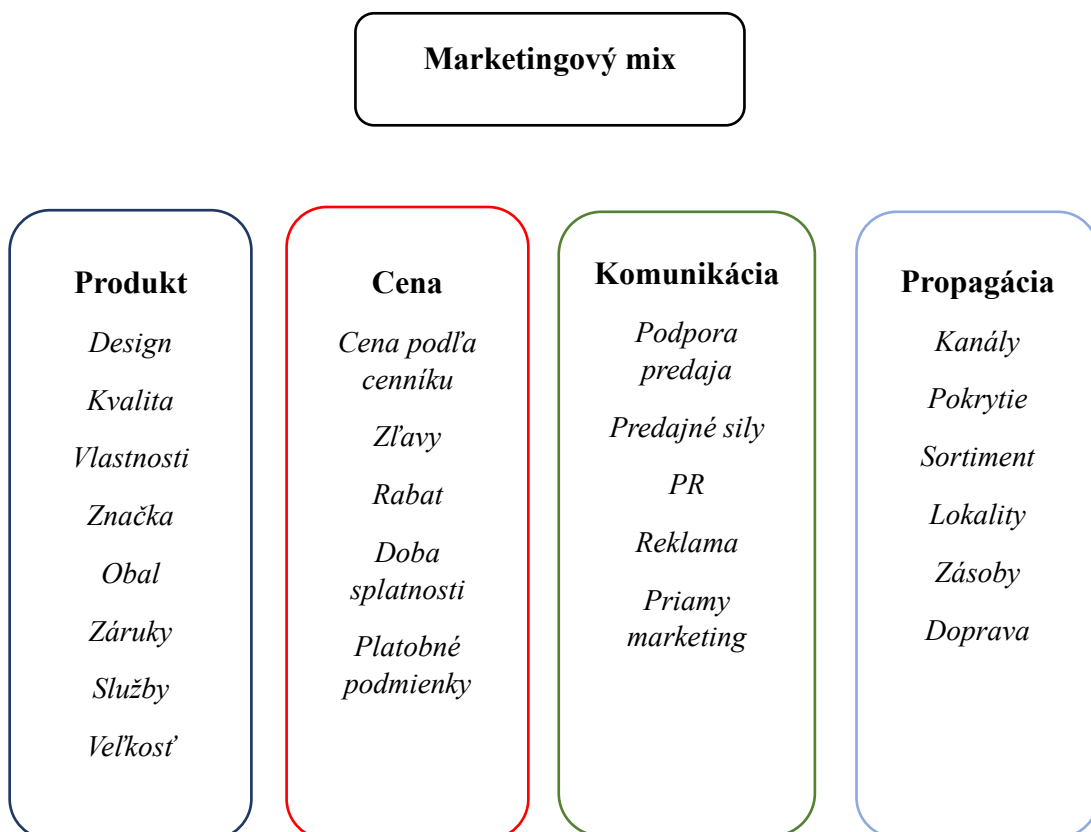 Marketingový mix
Produkt
Design
Kvalita
Vlastnosti
Značka
Obal
Záruky
Služby
Veľkosť
Cena
Cena podľa
cenníku
Zľavy
Rabat
Doba
splatnosti
Platobné
podmienky
Komunikácia
Podpora
predaja
Predajné sily
PR
Reklama
Priamy
marketing
Propagácia
Kanály
Pokrytie
Sortiment
Lokality
Zásoby
Doprava